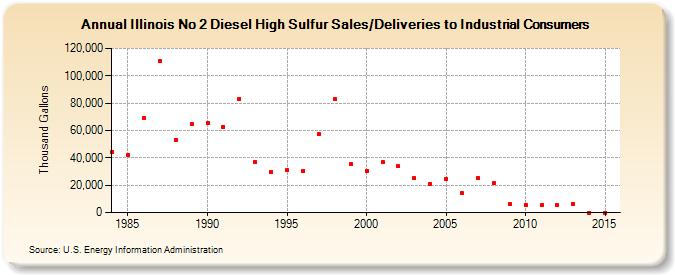 Annual Illinois No 2 Diesel High Sulfur Sales/Deliveries to Industrial Consumers
Thousand Gallons
120,000
100,000
80,000
60,000
40,000
20,000
0
1985 1990 1995 2000 2005 2010 2015
Source: U.S. Energy Information Administration